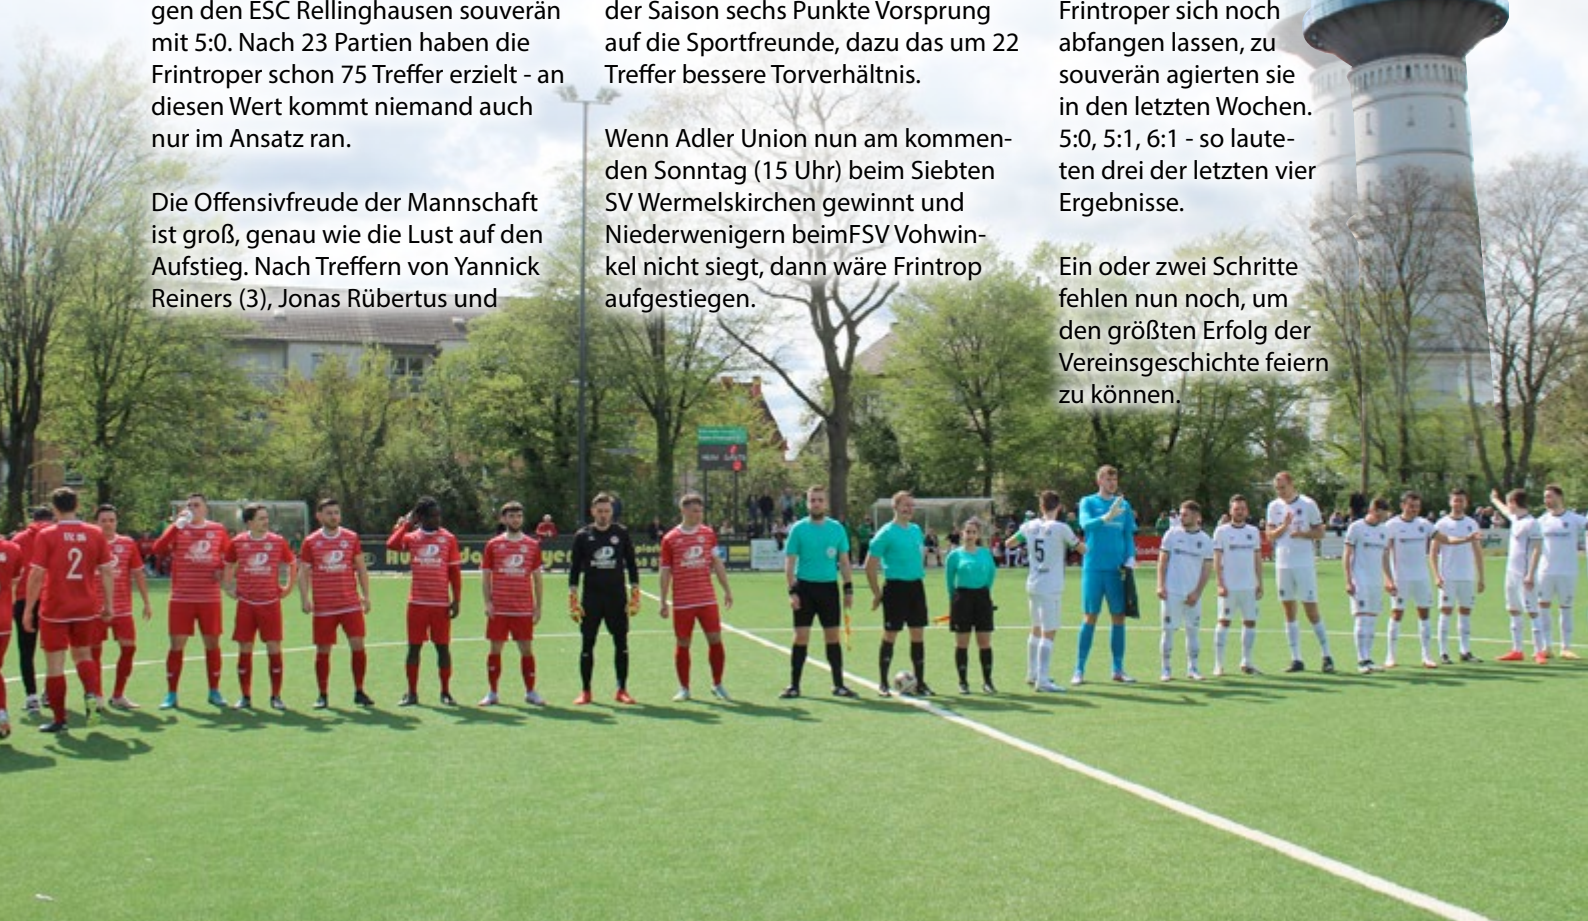 gen den ESC Rellinghausen souverän
mit 5:0. Nach 23 Partien haben die
Frintroper schon 75 Treffer erzielt - an
diesen Wert kommt niemand auch
nur im Ansatz ran.
Die Offensivfreude der Mannschaft
ist groß, genau wie die Lust auf den
Aufstieg. Nach Treffern von Yannick
Reiners (3), Jonas Rübertus und
der Saison sechs Punkte Vorsprung
auf die Sportfreunde, dazu das um 22
Treffer bessere Torverhältnis.
Wenn Adler Union nun am kommen-
den Sonntag (15 Uhr) beim Siebten
SV Wermelskirchen gewinnt und
Niederwenigern beimFSV Vohwin-
kel nicht siegt, dann wäre Frintrop
aufgestiegen.
Frintroper sich noch
abfangen lassen, zu
souverän agierten sie
in den letzten Wochen.
5:0, 5:1, 6:1 - so laute-
ten drei der letzten vier
Ergebnisse.
Ein oder zwei Schritte
fehlen nun noch, um
den größten Erfolg der
Vereinsgeschichte feiern
zu können.
2
5